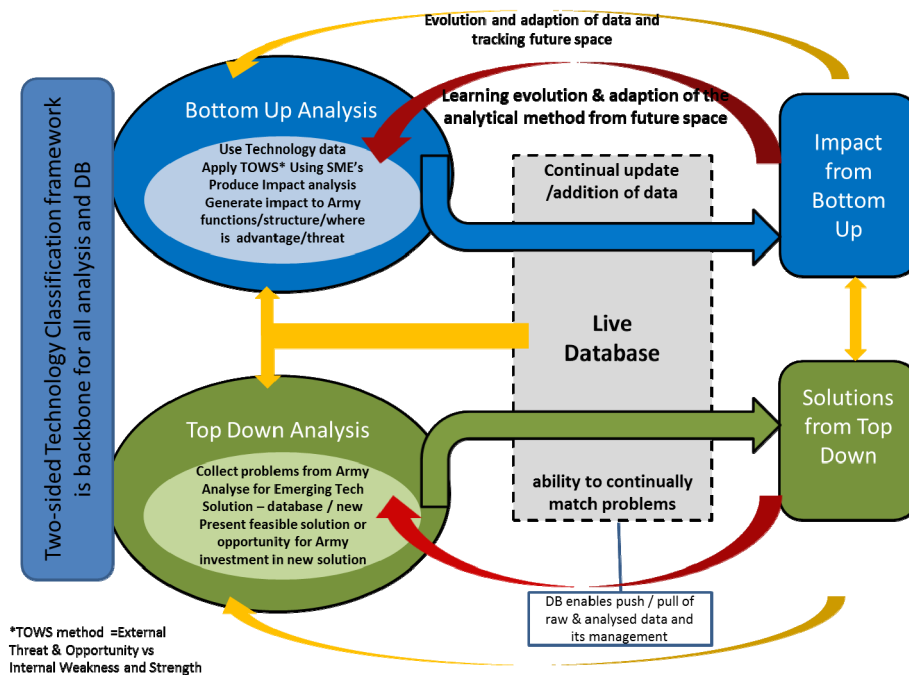 Evolution and adaption of data and
tracking future space
Learning evolution & adaption of the
analytical method from future space
Two-sided Technology Classification framework
is backbone for all analysis and DB
Bottom Up Analysis
Use Technology data
Apply TOWS* Using SME's
Produce Impact analysis
Generate impact to Army
functions/structure/where
is advantage/threat
Continual update
/addition of data
Impact
from
Bottom
Up
Live
Database
Top Down Analysis
Collect problems from Army
Analyse for Emerging Tech
Solution – database / new
Present feasible solution or
opportunity for Army
investment in new solution
ability to continually
match problems
Solutions
from Top
Down
DB enables push / pull of
raw & analysed data and
its management
*TOWS method =External
Threat & Opportunity vs
Internal Weakness and Strength